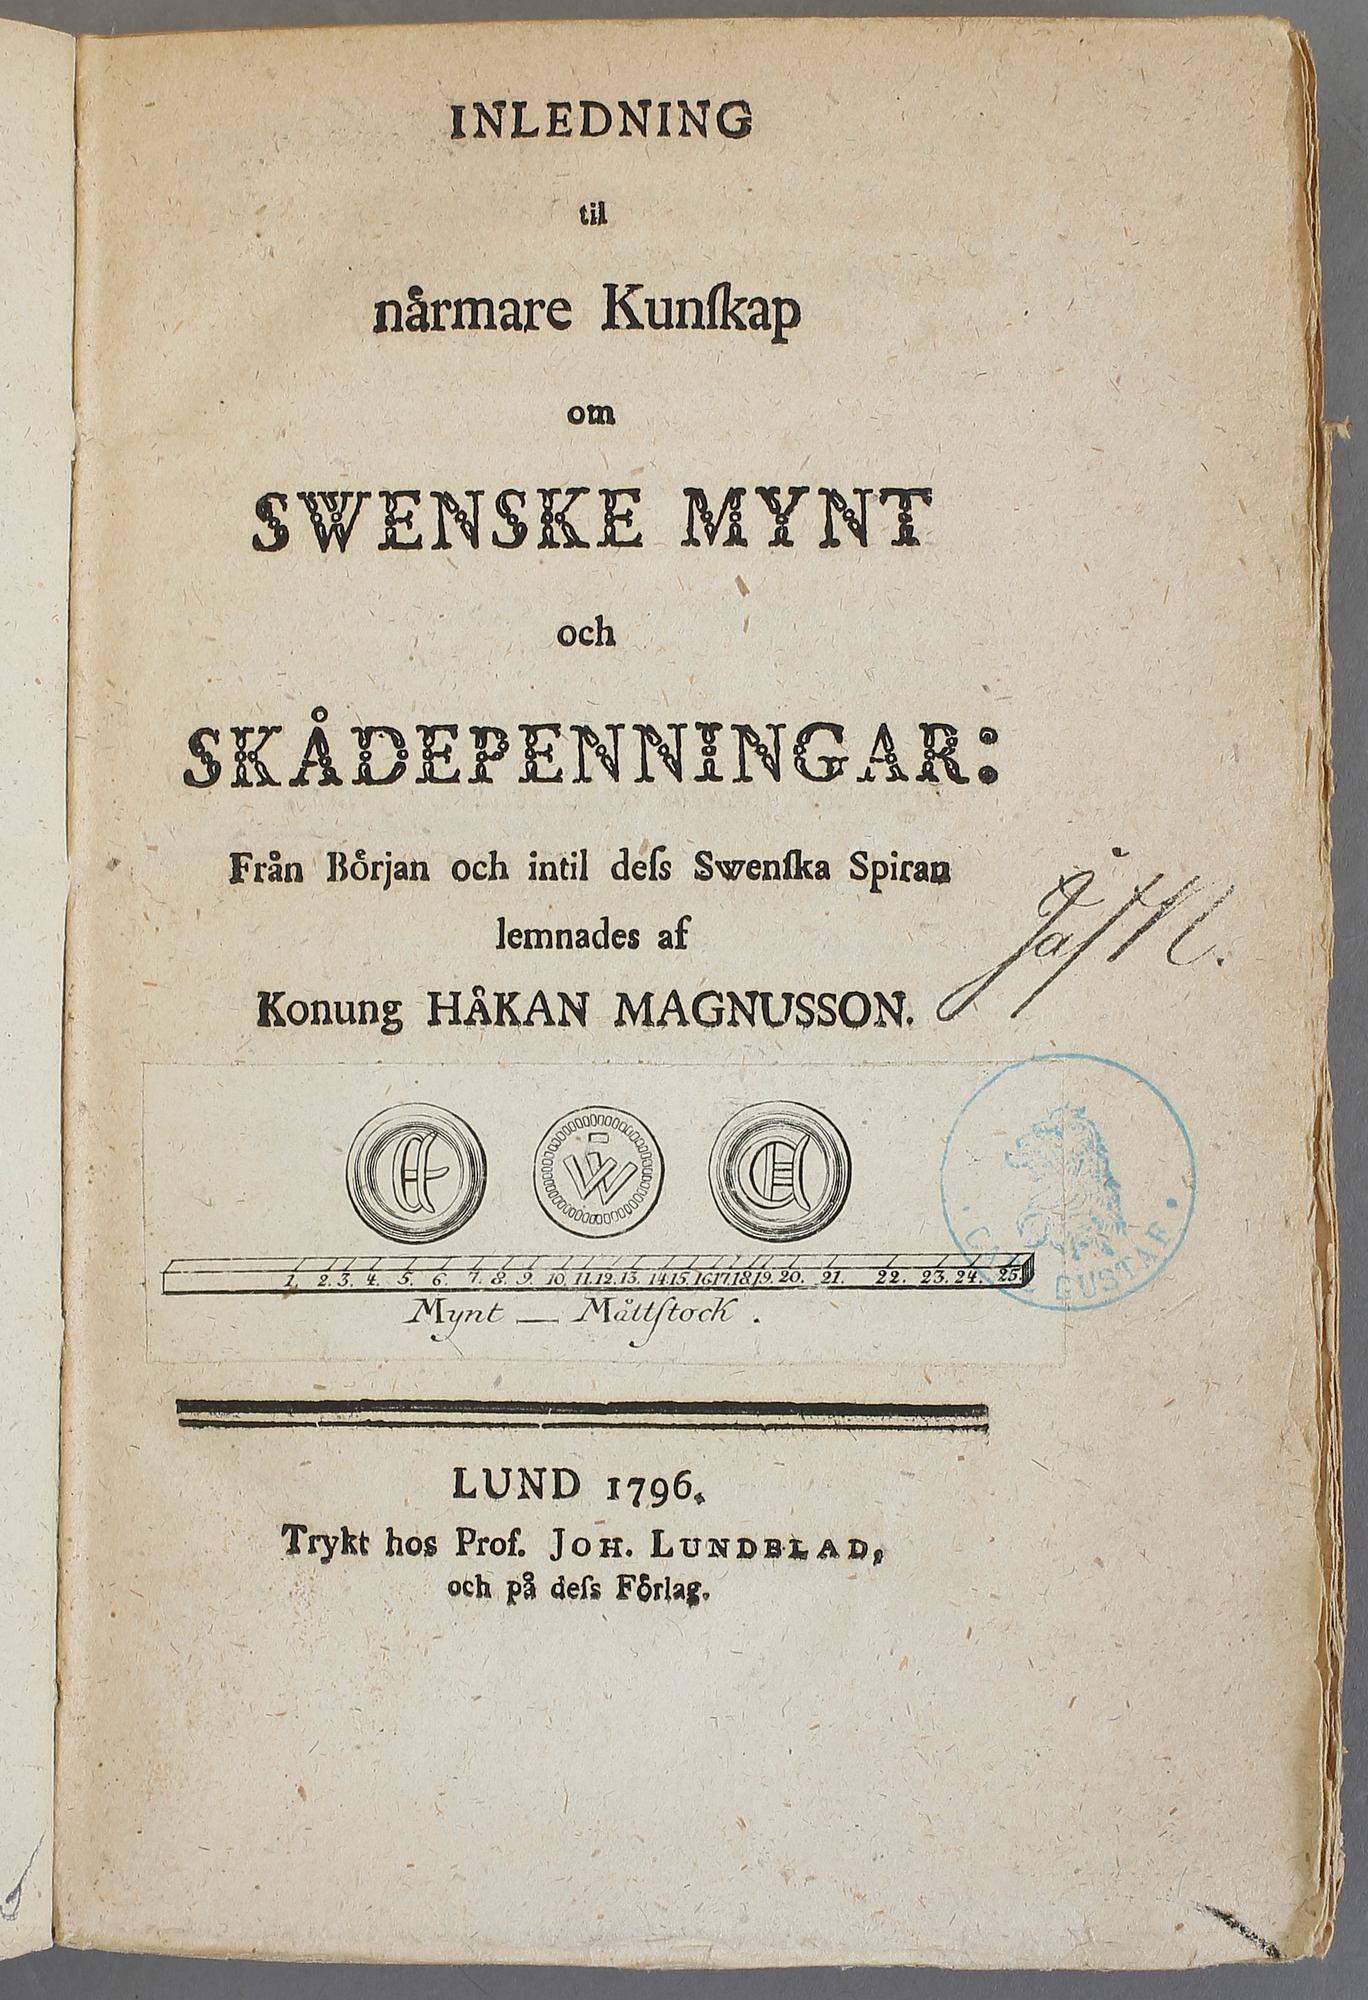 INLEDNING
til
nårmare Kunſkap
om
SWENSKE MYNT
och
SKÅDEPENNINGAR:
Från Början och intil deſs Swenſka Spiran
lemnades af
Konung HÅKAN MAGNUSSON.
1. 2. 3. 4. 5. 6. 7. 8. 9. 10. 11. 12. 13. 14. 15. 16. 17. 18. 19. 20. 21. 22. 23. 24. 25.
Mynt — Måttſtock.
GUSTAF
LUND 1796.
Trykt hos Prof. JOH. LUNDBLAD,
och på deſs Förlag.